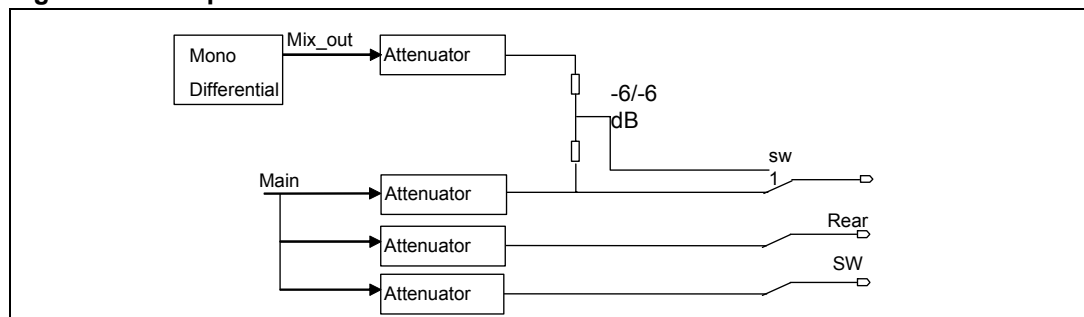 Mono
Differential
Mix_out
Attenuator
-6/-6
dB
sw
1
Main
Attenuator
Rear
Attenuator
SW
Attenuator